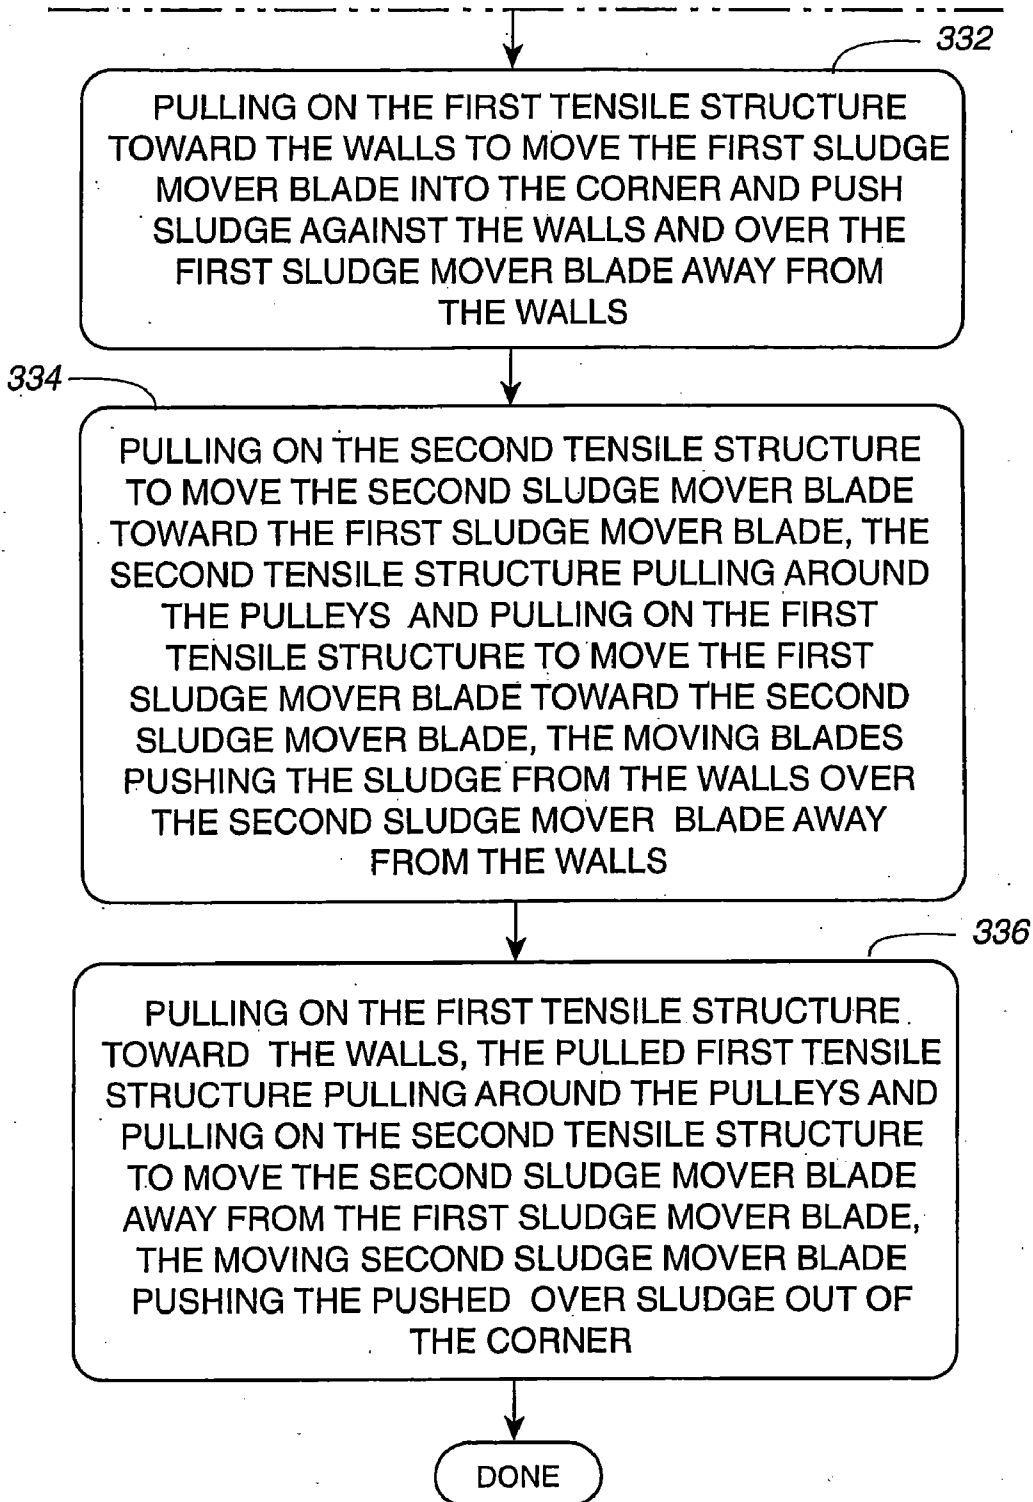 332
PULLING ON THE FIRST TENSILE STRUCTURE
TOWARD THE WALLS TO MOVE THE FIRST SLUDGE
MOVER BLADE INTO THE CORNER AND PUSH
SLUDGE AGAINST THE WALLS AND OVER THE
FIRST SLUDGE MOVER BLADE AWAY FROM
THE WALLS
334
PULLING ON THE SECOND TENSILE STRUCTURE
TO MOVE THE SECOND SLUDGE MOVER BLADE
TOWARD THE FIRST SLUDGE MOVER BLADE, THE
SECOND TENSILE STRUCTURE PULLING AROUND
THE PULLEYS AND PULLING ON THE FIRST
TENSILE STRUCTURE TO MOVE THE FIRST
SLUDGE MOVER BLADE TOWARD THE SECOND
SLUDGE MOVER BLADE, THE MOVING BLADES
PUSHING THE SLUDGE FROM THE WALLS OVER
THE SECOND SLUDGE MOVER BLADE AWAY
FROM THE WALLS
336
PULLING ON THE FIRST TENSILE STRUCTURE
TOWARD THE WALLS, THE PULLED FIRST TENSILE
STRUCTURE PULLING AROUND THE PULLEYS AND
PULLING ON THE SECOND TENSILE STRUCTURE
TO MOVE THE SECOND SLUDGE MOVER BLADE
AWAY FROM THE FIRST SLUDGE MOVER BLADE,
THE MOVING SECOND SLUDGE MOVER BLADE
PUSHING THE PUSHED OVER SLUDGE OUT OF
THE CORNER
DONE